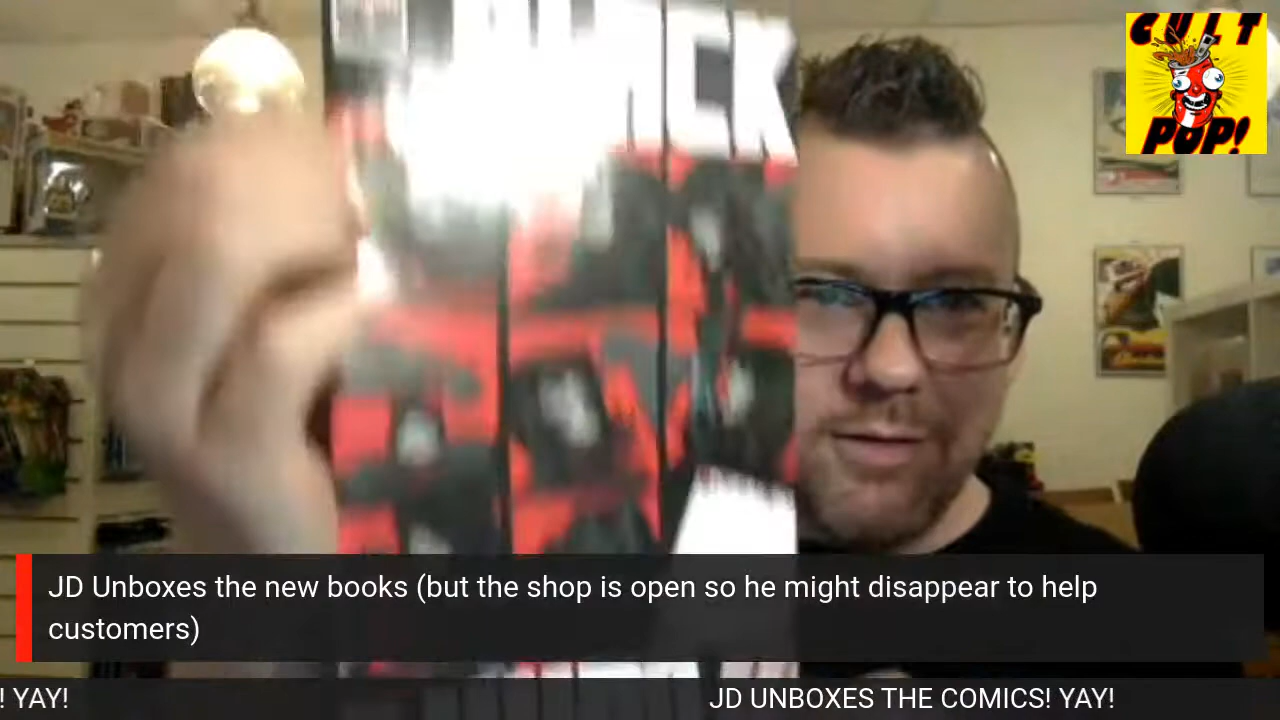 CULT
POP!
JD Unboxes the new books (but the shop is open so he might disappear to help
customers)
! YAY!
JD UNBOXES THE COMICS! YAY!